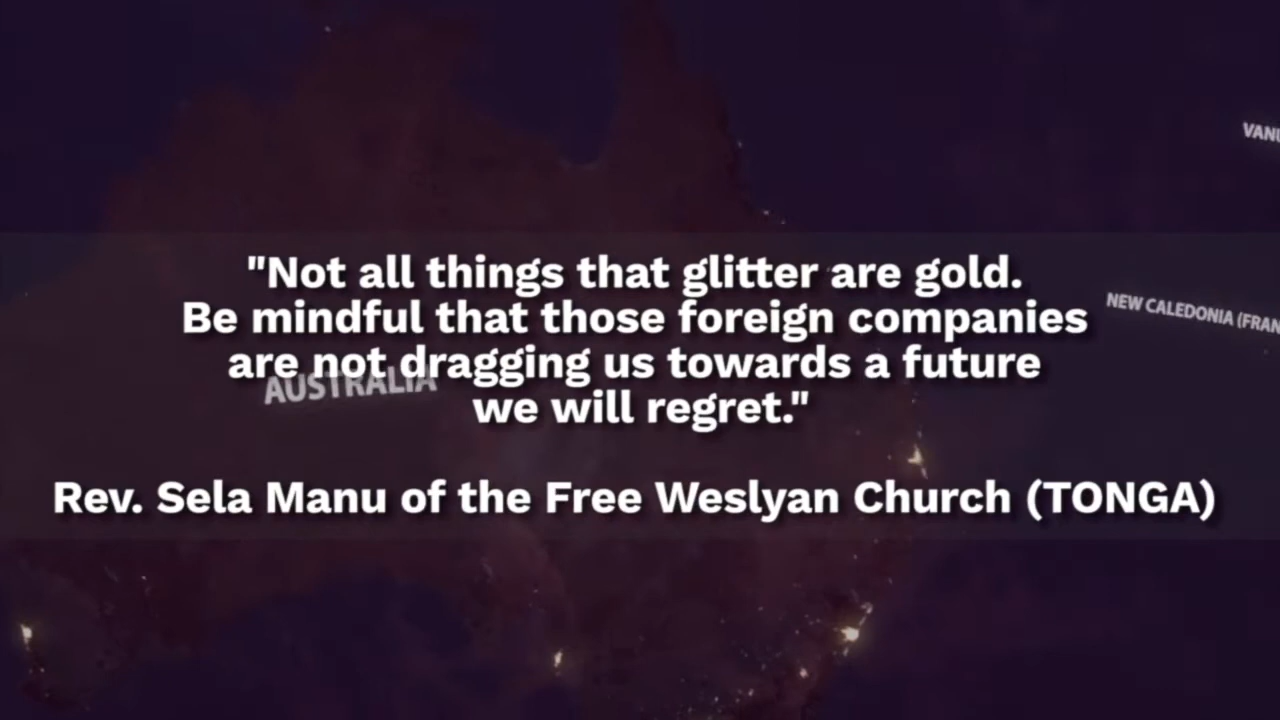 VANU
"Not all things that glitter are gold.
Be mindful that those foreign companies
NEW CALEDONIA (FRAN
are not dragging us towards a future
AUSTRALIA
we will regret."
Rev. Sela Manu of the Free Weslyan Church (TONGA)